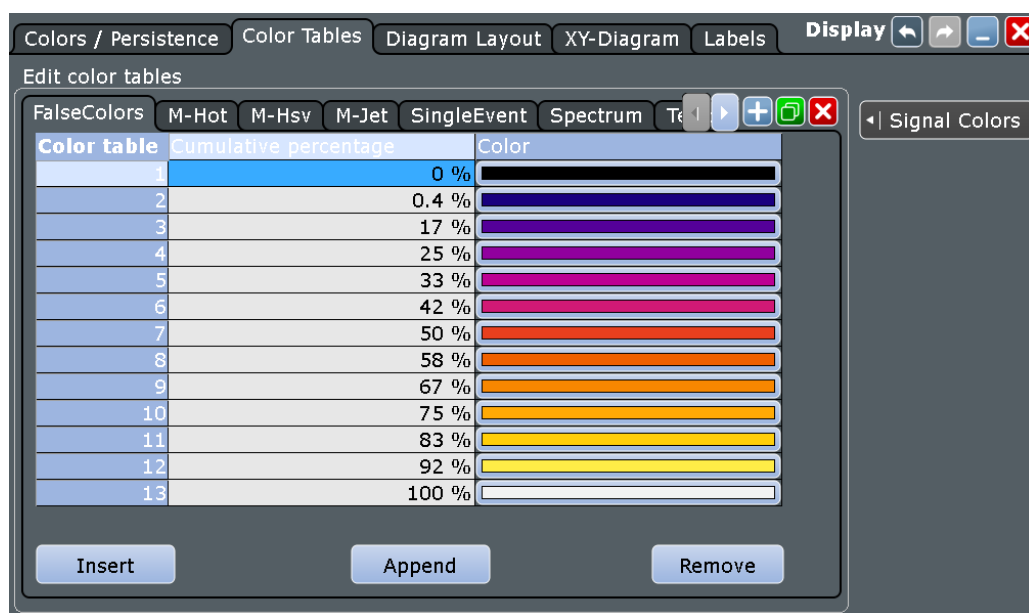 Colors / Persistence Color Tables Diagram Layout XY-Diagram Labels Display
Edit color tables
FalseColors M-Hot M-Hsv M-Jet SingleEvent Spectrum Te
Signal Colors
Color table Cumulative percentage Color
1 0 %
2 0.4 %
3 17 %
4 25 %
5 33 %
6 42 %
7 50 %
8 58 %
9 67 %
10 75 %
11 83 %
12 92 %
13 100 %
Insert Append Remove